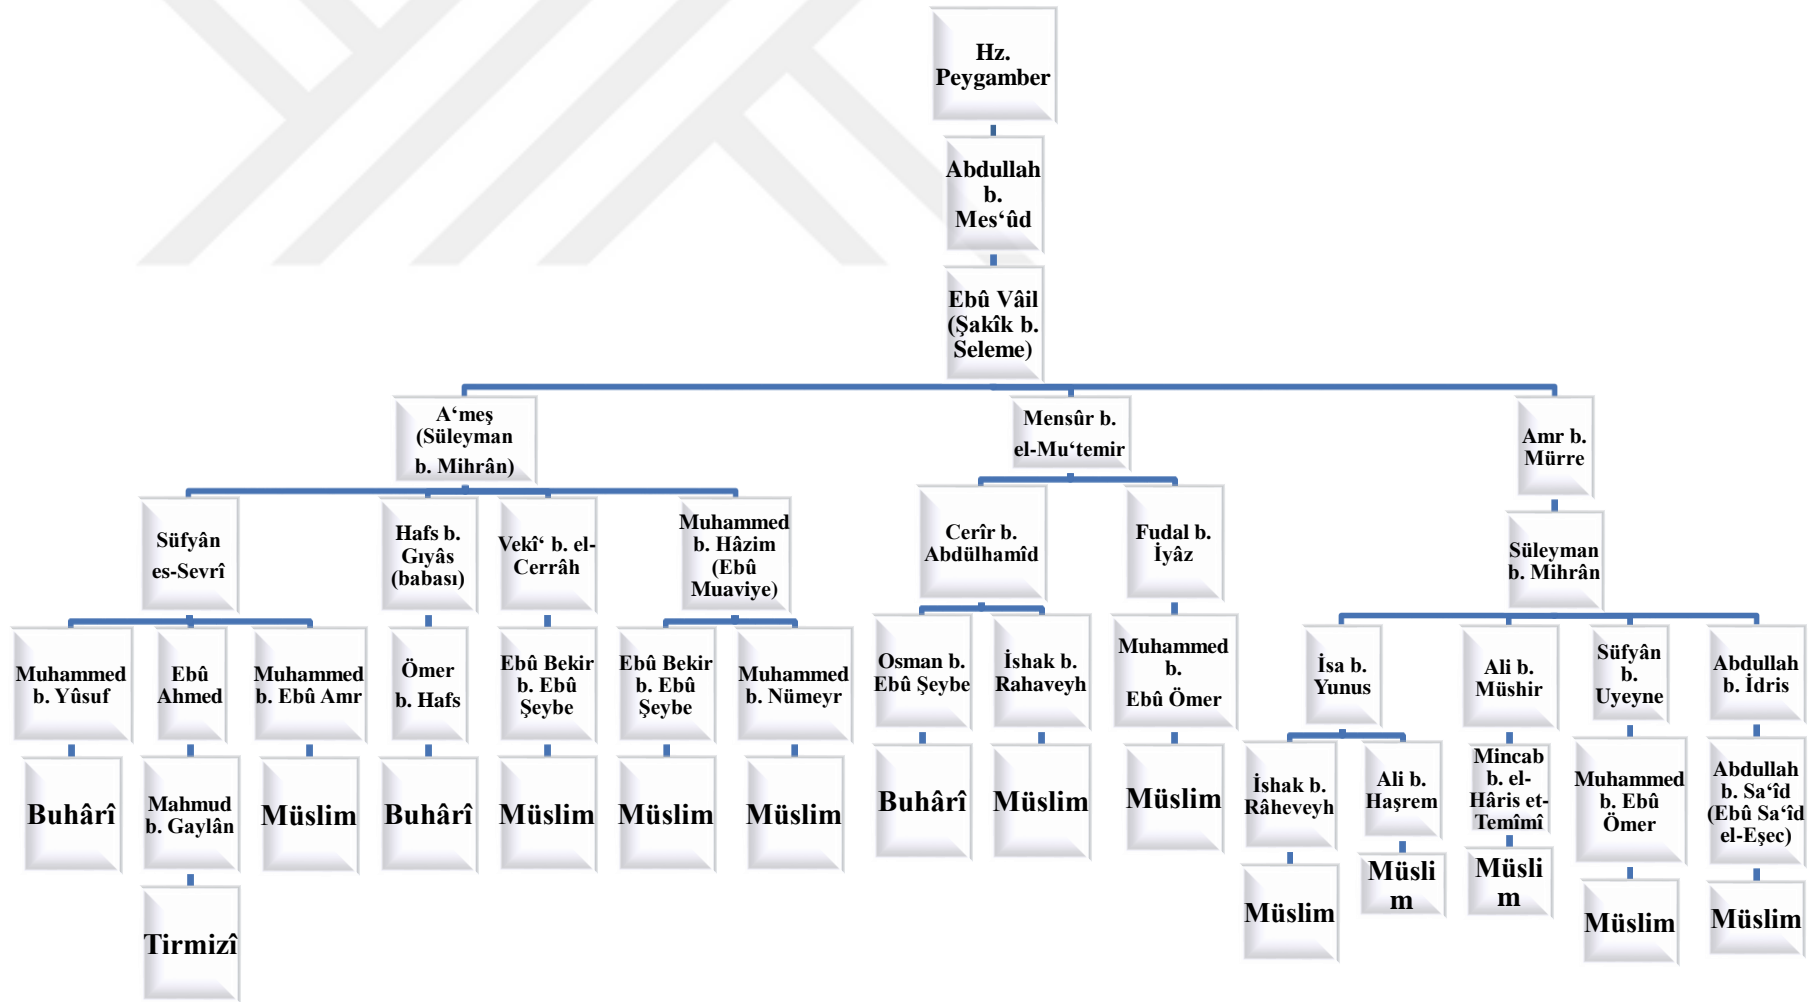 Hz.
Peygamber
Abdullah
b.
Mes‘ûd
Ebû Vâil
(Şakîk b.
Seleme)
A‘meş
(Süleyman
b. Mihrân)
Mensûr b.
el-Mu‘temir
Amr b.
Mürre
Süfyân
es-Sevrî
Hafs b.
Gıyâs
(babası)
Vekî‘ b. el-
Cerrâh
Muhammed
b. Hâzim
(Ebû
Muaviye)
Cerîr b.
Abdülhamîd
Fudal b.
İyâz
Süleyman
b. Mihrân
Muhammed
b. Yûsuf
Ebû
Ahmed
Muhammed
b. Ebû Amr
Ömer
b. Hafs
Ebû Bekir
b. Ebû
Şeybe
Ebû Bekir
b. Ebû
Şeybe
Muhammed
b. Nümeyr
Osman b.
Ebû Şeybe
İshak b.
Rahaveyh
Muhammed
b.
Ebû Ömer
İsa b.
Yunus
Ali b.
Müshir
Süfyân
b.
Uyeyne
Abdullah
b. İdris
Buhârî
Mahmud
b. Gaylân
Müslim
Buhârî
Müslim
Müslim
Müslim
Buhârî
Müslim
Müslim
İshak b.
Râheveyh
Ali b.
Haşrem
Mincab
b. el-
Hâris et-
Temîmî
Muhammed
b. Ebû
Ömer
Abdullah
b. Sa‘îd
(Ebû Sa‘îd
el-Eşec)
Tirmizî
Müslim
Müsli
m
Müsli
m
Müslim
Müslim